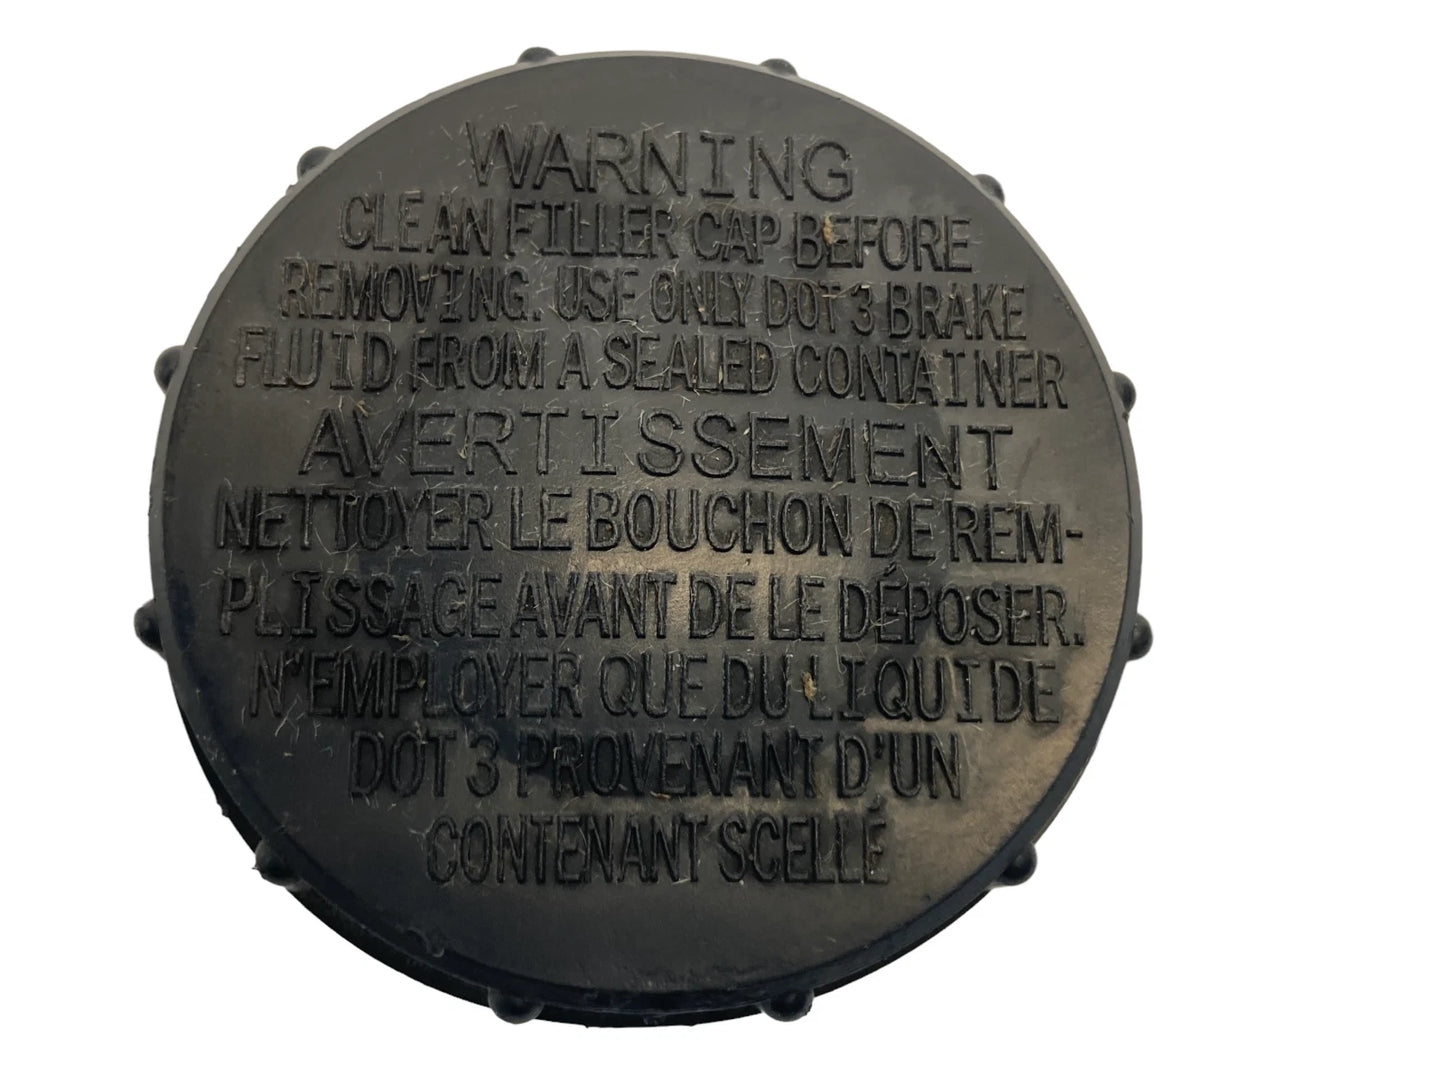 WARNING
CLEAN FILLER CAP BEFORE
REMOVING. USE ONLY DOT 3 BRAKE
FLUID FROM A SEALED CONTAINER
AVERTISSEMENT
NETTOYER LE BOUCHON DE REM-
PLISSAGE AVANT DE LE DÉPOSER.
N'EMPLOYER QUE DU LIQUIDE
DOT 3 PROVENANT D'UN
CONTENANT SCELLÉ